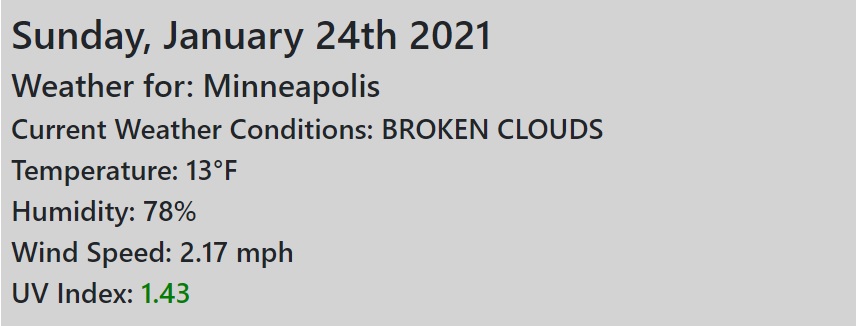 Sunday, January 24th 2021
Weather for: Minneapolis
Current Weather Conditions: BROKEN CLOUDS
Temperature: 13°F
Humidity: 78%
Wind Speed: 2.17 mph
UV Index: 1.43